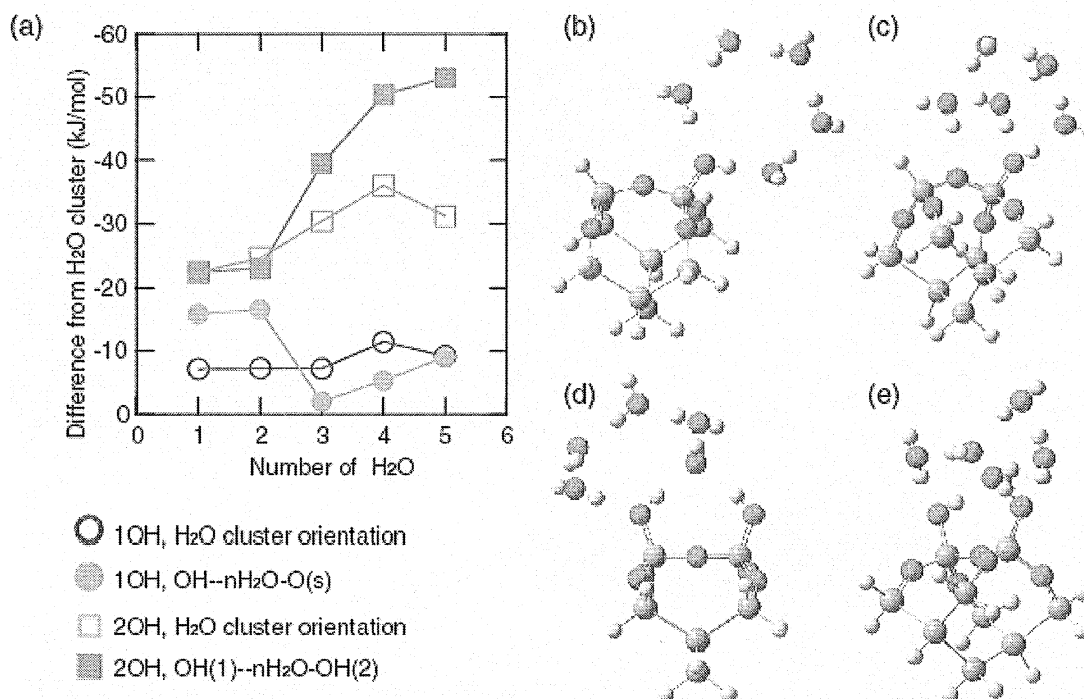 (a)
-60
-50
-40
-30
-20
-10
0
Difference from H2O cluster (kJ/mol)
0 1 2 3 4 5 6
Number of H2O
1OH, H2O cluster orientation
1OH, OH--nH2O-O(s)
2OH, H2O cluster orientation
2OH, OH(1)--nH2O-OH(2)
(b)
(c)
(d)
(e)